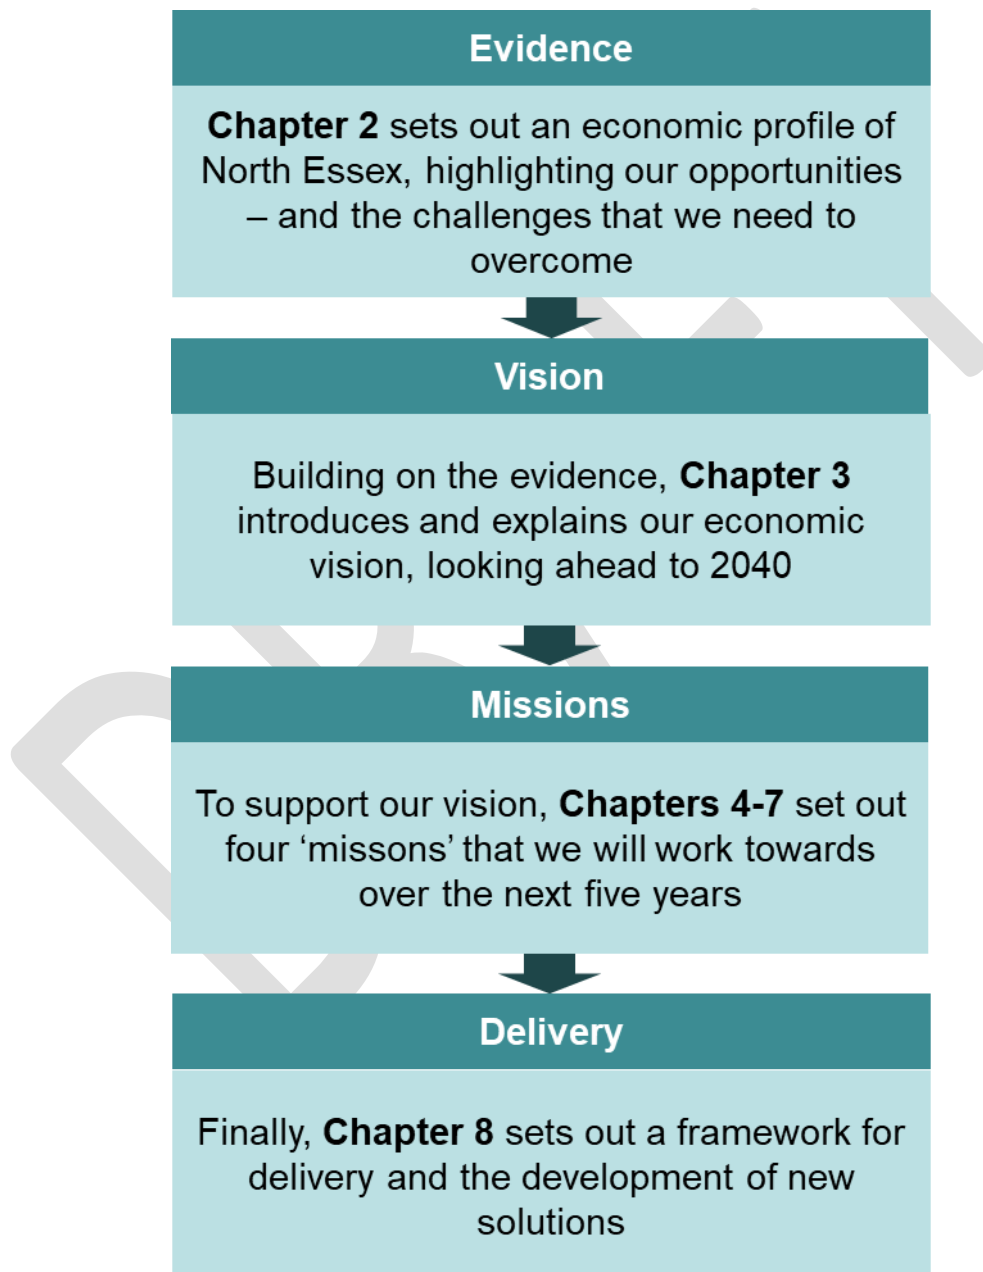 Evidence
Chapter 2 sets out an economic profile of
North Essex, highlighting our opportunities
– and the challenges that we need to
overcome
Vision
Building on the evidence, Chapter 3
introduces and explains our economic
vision, looking ahead to 2040
Missions
To support our vision, Chapters 4-7 set out
four ‘missons’ that we will work towards
over the next five years
Delivery
Finally, Chapter 8 sets out a framework for
delivery and the development of new
solutions